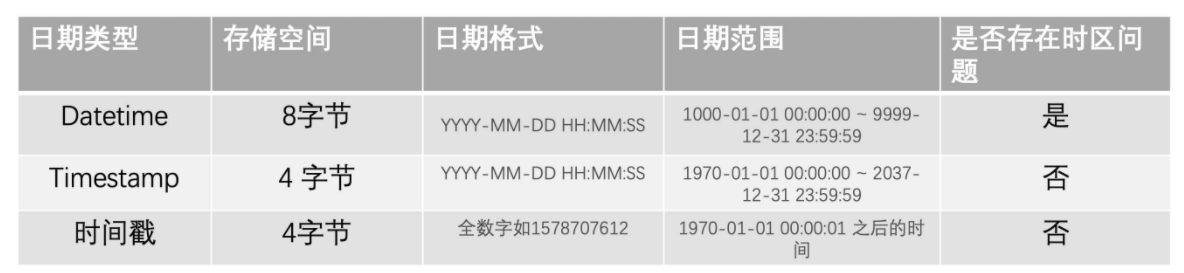 日期类型 存储空间 日期格式 日期范围 是否存在时区问
题
Datetime 8字节 YYYY-MM-DD HH:MM:SS 1000-01-01 00:00:00 ~ 9999-
12-31 23:59:59 是
Timestamp 4 字节 YYYY-MM-DD HH:MM:SS 1970-01-01 00:00:00 ~ 2037-
12-31 23:59:59 否
时间戳 4字节 全数字如1578707612 1970-01-01 00:00:01 之后的时
间 否